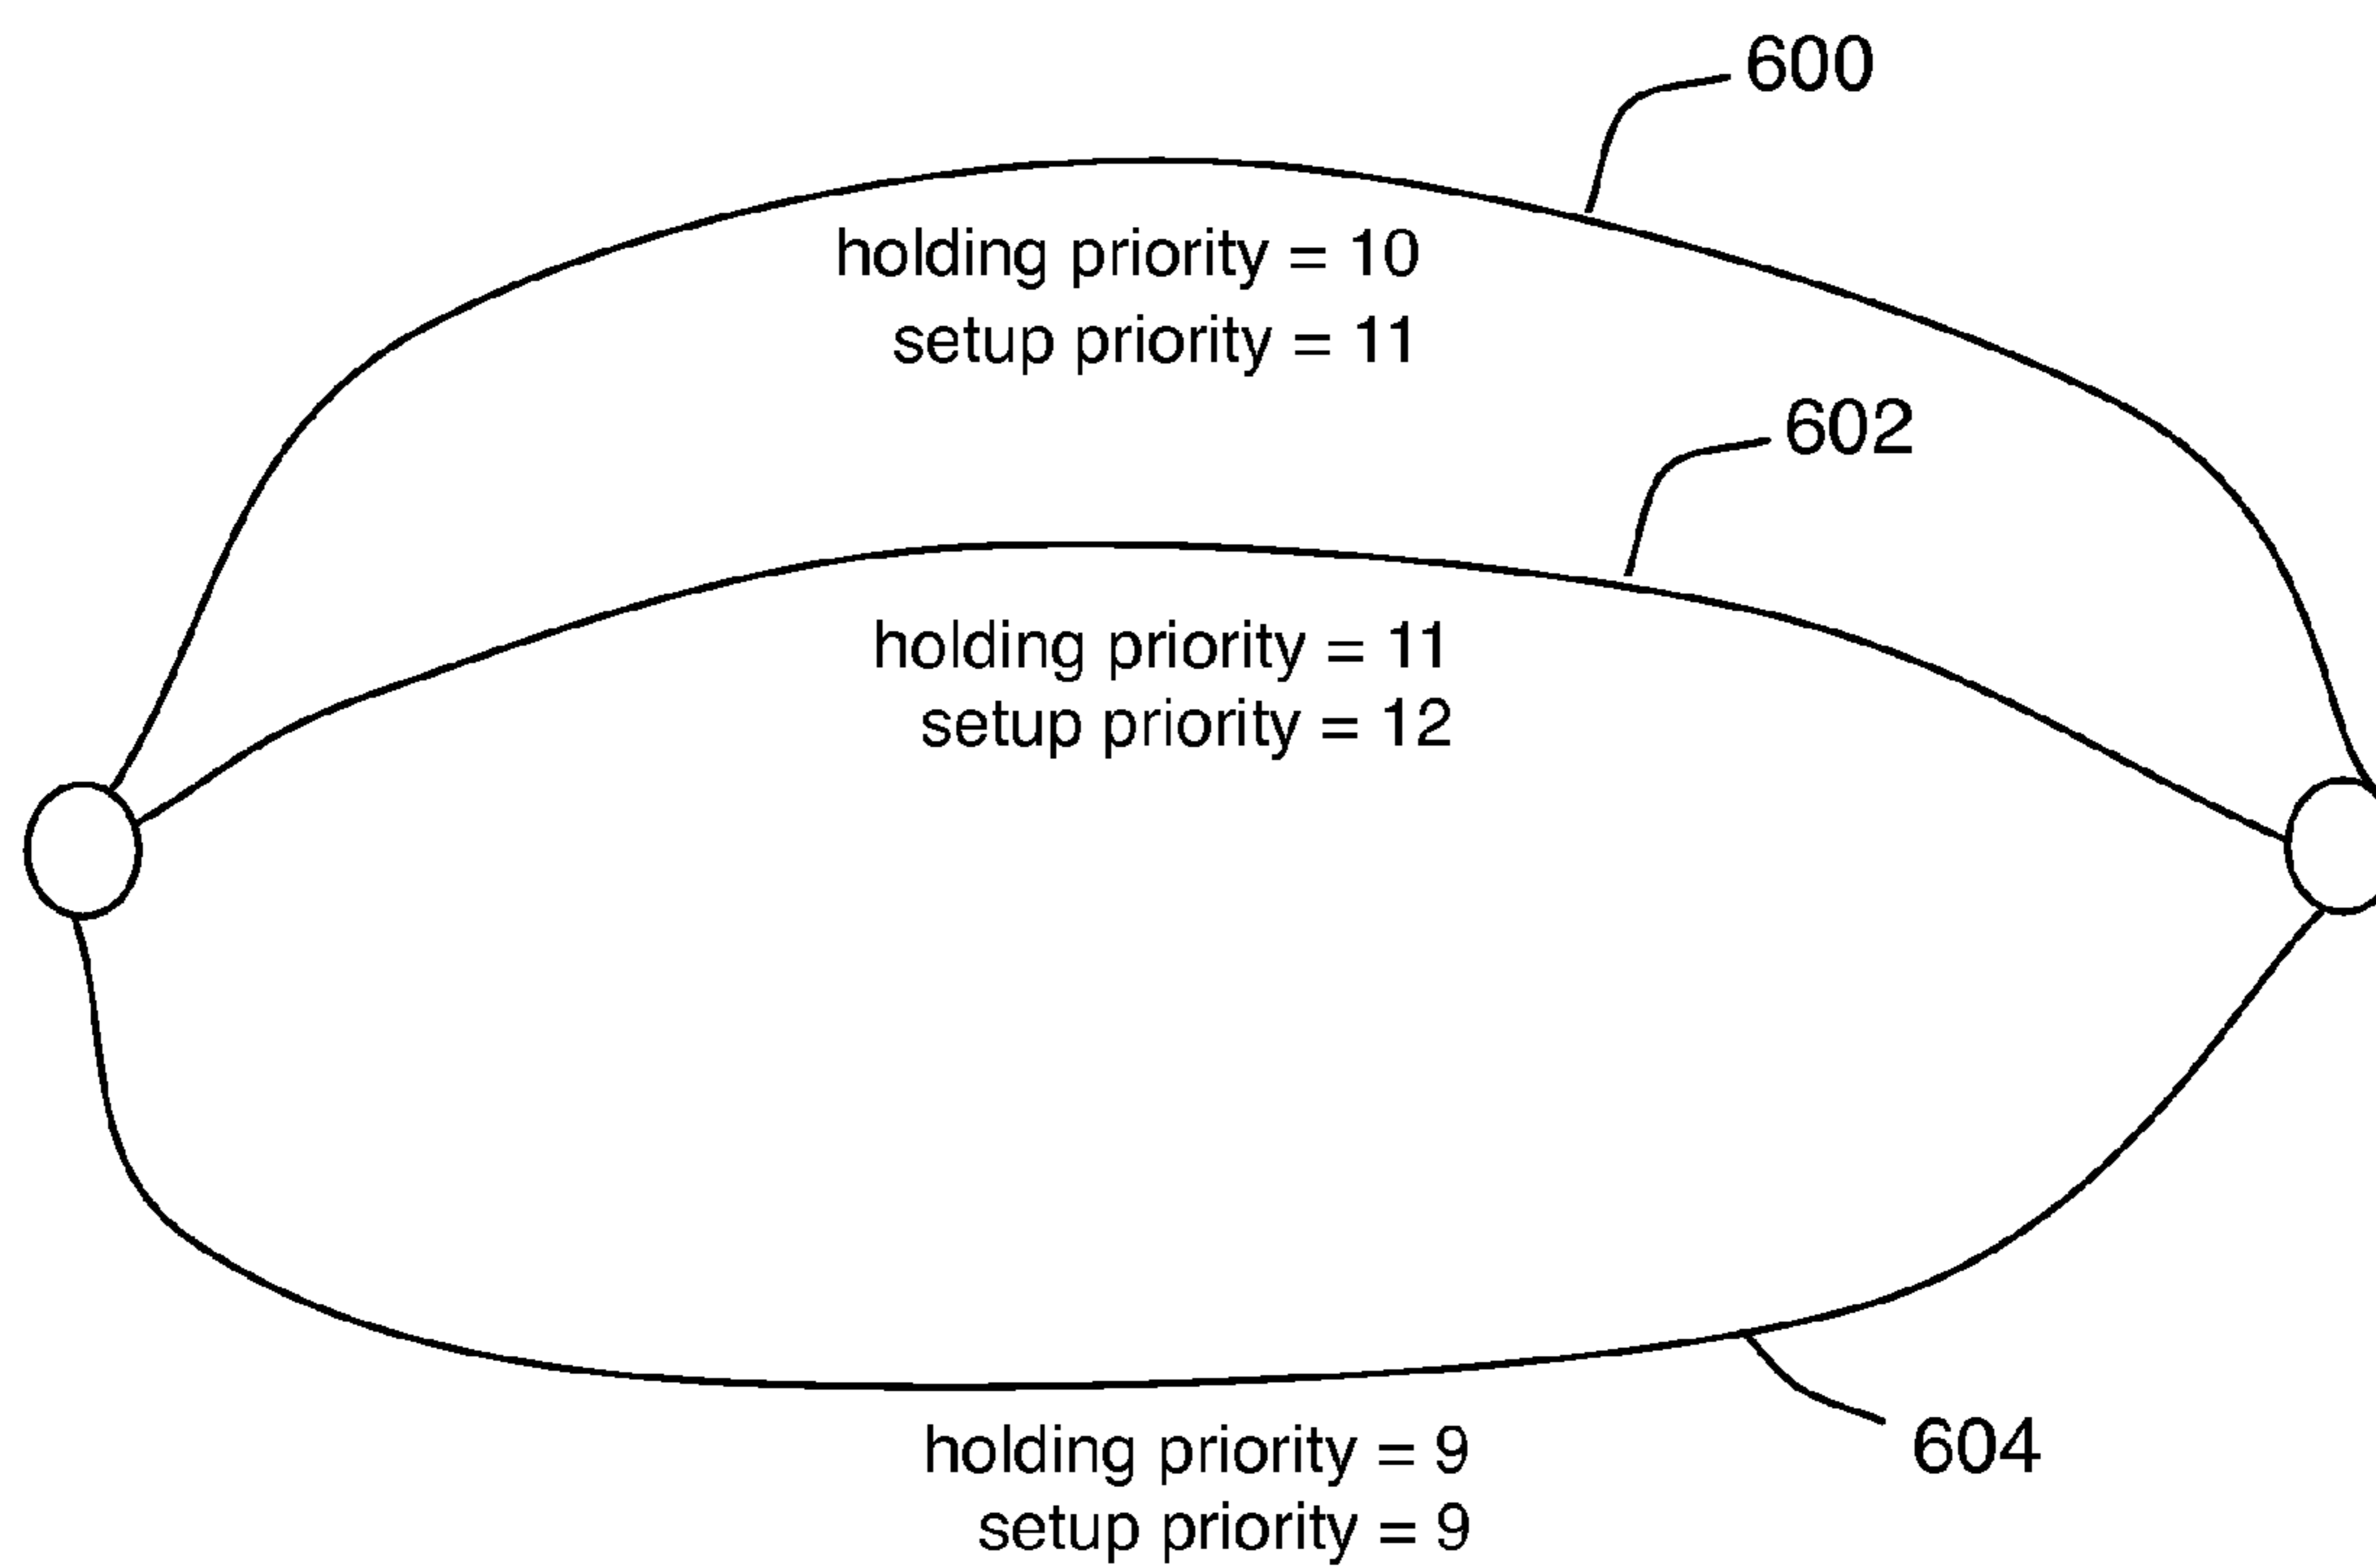 600
holding priority = 10
setup priority = 11
602
holding priority = 11
setup priority = 12
holding priority = 9
604
setup priority = 9